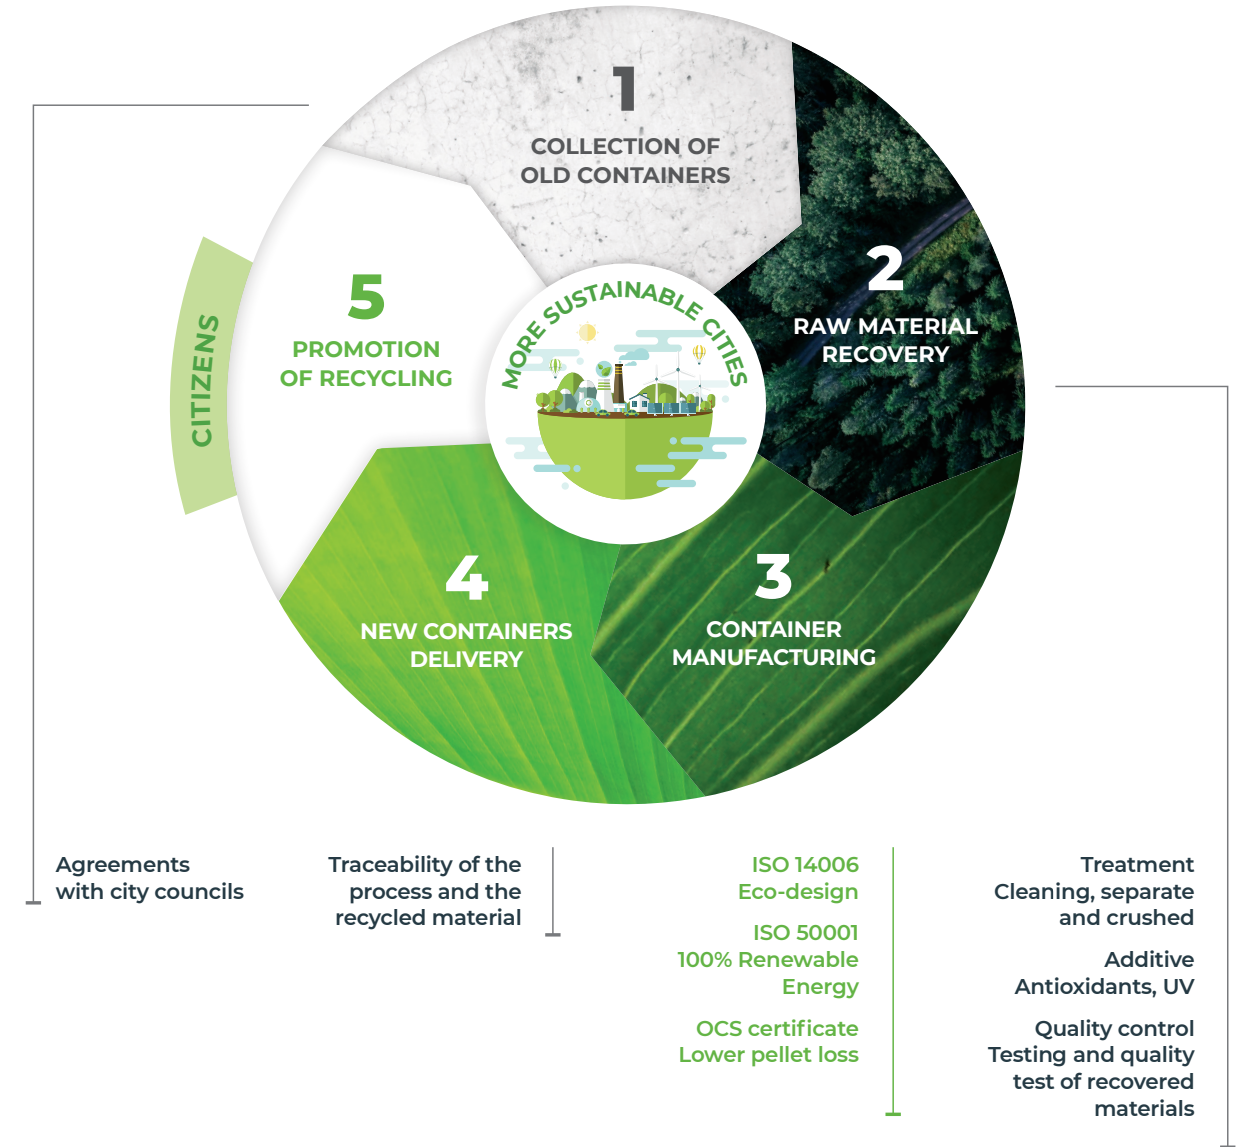 1
COLLECTION OF
OLD CONTAINERS
2
RAW MATERIAL
RECOVERY
3
CONTAINER
MANUFACTURING
4
NEW CONTAINERS
DELIVERY
5
PROMOTION
OF RECYCLING
CITIZENS
MORE SUSTAINABLE CITIES
Agreements
with city councils
Traceability of the
process and the
recycled material
ISO 14006
Eco-design
ISO 50001
100% Renewable
Energy
OCS certificate
Lower pellet loss
Treatment
Cleaning, separate
and crushed
Additive
Antioxidants, UV
Quality control
Testing and quality
test of recovered
materials